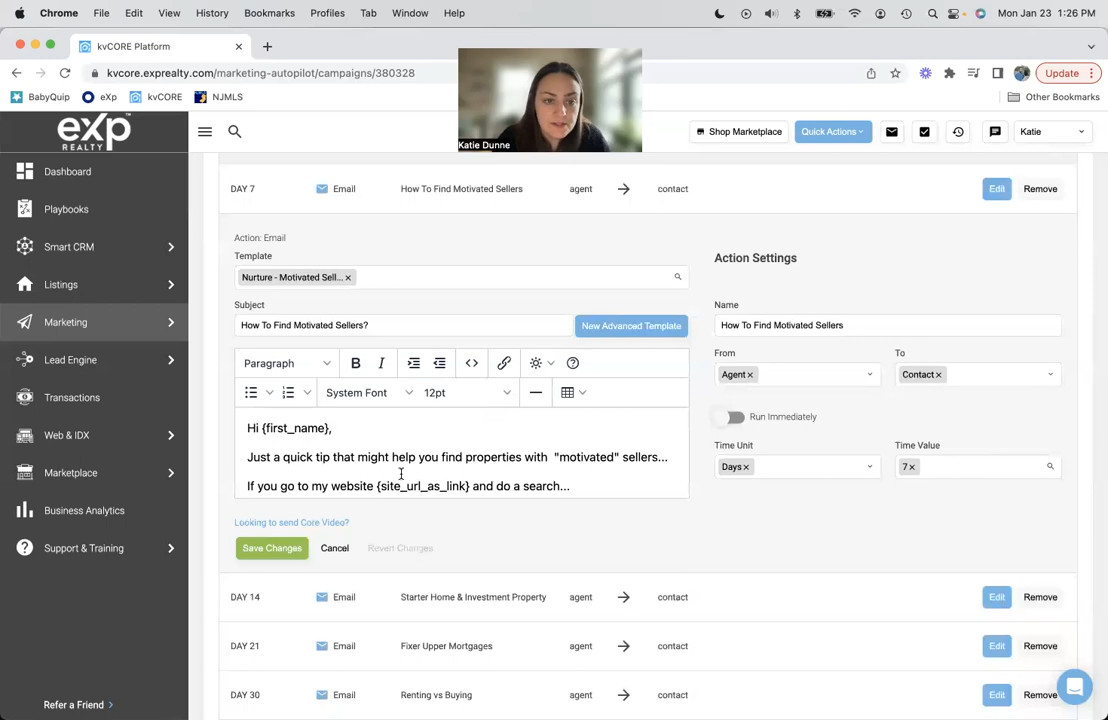 Chrome File Edit View History Bookmarks Profiles Tab Window Help Mon Jan 23 1:26 PM
kvCORE Platform
kvcore.exprealty.com/marketing-autopilot/campaigns/380328 Update
BabyQuip eXp kvCORE NJMLS Other Bookmarks
eXp REALTY
Shop Marketplace Quick Actions Katie
Katie Dunne
Dashboard
Playbooks
Smart CRM
Listings
Marketing
Lead Engine
Transactions
Web & IDX
Marketplace
Business Analytics
Support & Training
Refer a Friend
DAY 7 Email How To Find Motivated Sellers agent contact Edit Remove
Action: Email
Template
Nurture - Motivated Sell...
Subject
How To Find Motivated Sellers? New Advanced Template
Paragraph B I
System Font 12pt
Hi {first_name},
Just a quick tip that might help you find properties with "motivated" sellers...
If you go to my website {site_url_as_link} and do a search...
Looking to send Core Video?
Save Changes Cancel Revert Changes
Action Settings
Name
How To Find Motivated Sellers
From To
Agent Contact
Run Immediately
Time Unit Time Value
Days 7
DAY 14 Email Starter Home & Investment Property agent contact Edit Remove
DAY 21 Email Fixer Upper Mortgages agent contact Edit Remove
DAY 30 Email Renting vs Buying agent contact Edit Remove